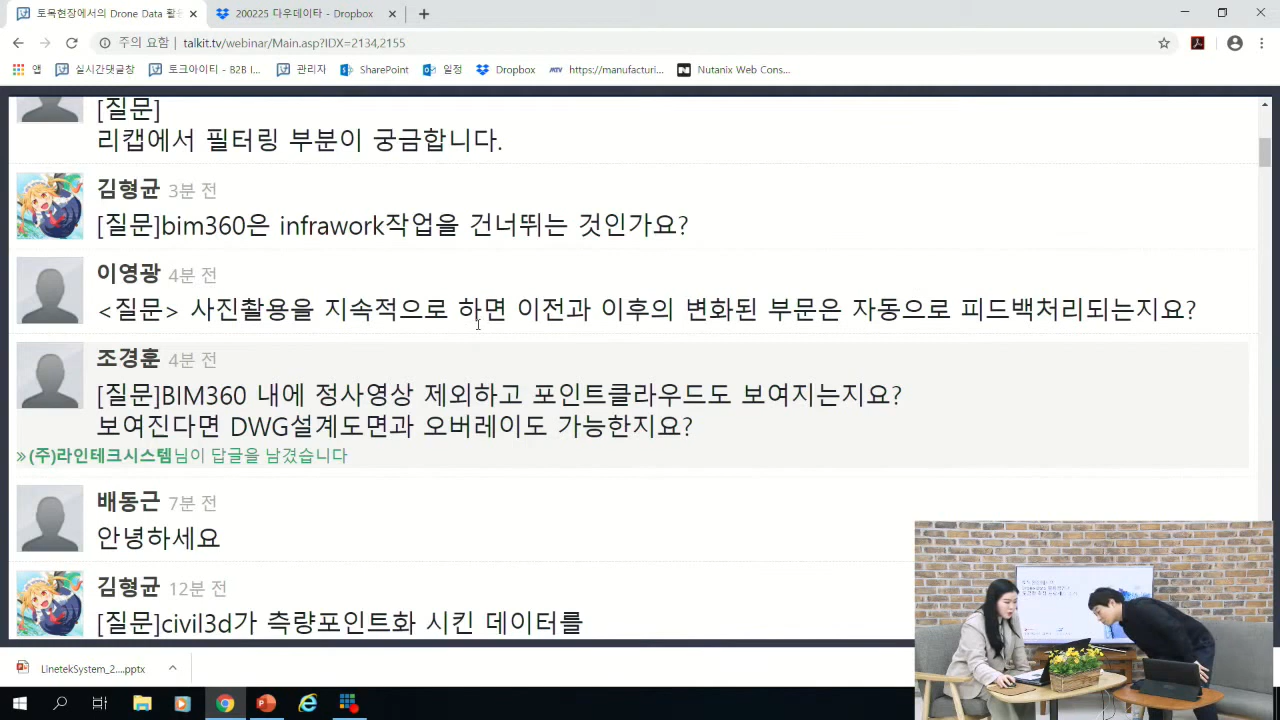 토목현장에서의 Drone Data 활용
200225 다우데이타 - Dropbox
주의 요함 | talkit.tv/webinar/Main.asp?IDX=2134,2155
앱
실시간댓글창
토크아이티 - B2B I...
관리자
SharePoint
일정
Dropbox
https://manufacturi...
Nutanix Web Cons...
[질문]
리캡에서 필터링 부분이 궁금합니다.
김형균 3분 전
[질문]bim360은 infrawork작업을 건너뛰는 것인가요?
이영광 4분 전
<질문> 사진촬용을 지속적으로 하면 이전과 이후의 변화된 부문은 자동으로 피드백처리되는지요?
조경훈 4분 전
[질문]BIM360 내에 정사영상 제외하고 포인트클라우드도 보여지는지요?
보여진다면 DWG설계도면과 오버레이도 가능한지요?
»(주)라인테크시스템님이 답글을 남겼습니다
배동근 7분 전
안녕하세요
김형균 12분 전
[질문]civil3d가 측량포인트화 시킨 데이터를
LinetekSystem_2....pptx